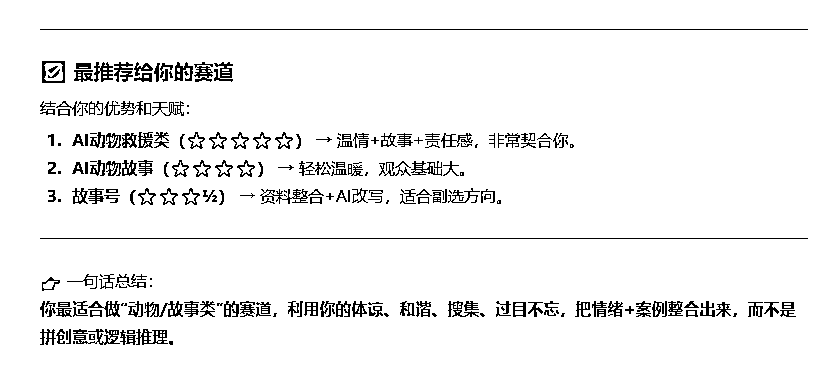 最推荐给你的赛道
结合你的优势和天赋：
1. AI动物救援类（☆☆☆☆☆）→ 温情+故事+责任感，非常契合你。
2. AI动物故事（☆☆☆☆）→ 轻松温暖，观众基础大。
3. 故事号（☆☆☆½）→ 资料整合+AI改写，适合副选方向。
👉 一句话总结：
你最适合做“动物/故事类”的赛道，利用你的体谅、和谐、搜集、过目不忘，把情绪+案例整合出来，而不是
拼创意或逻辑推理。